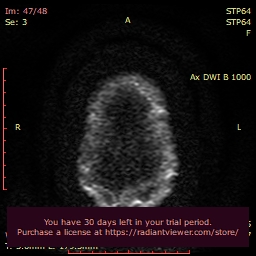 Im: 47/48
STP64
Se: 3
STP64
F
A
Ax DWI B 1000
R
L
You have 30 days left in your trial period.
Purchase a license at https://radiantviewer.com/store/